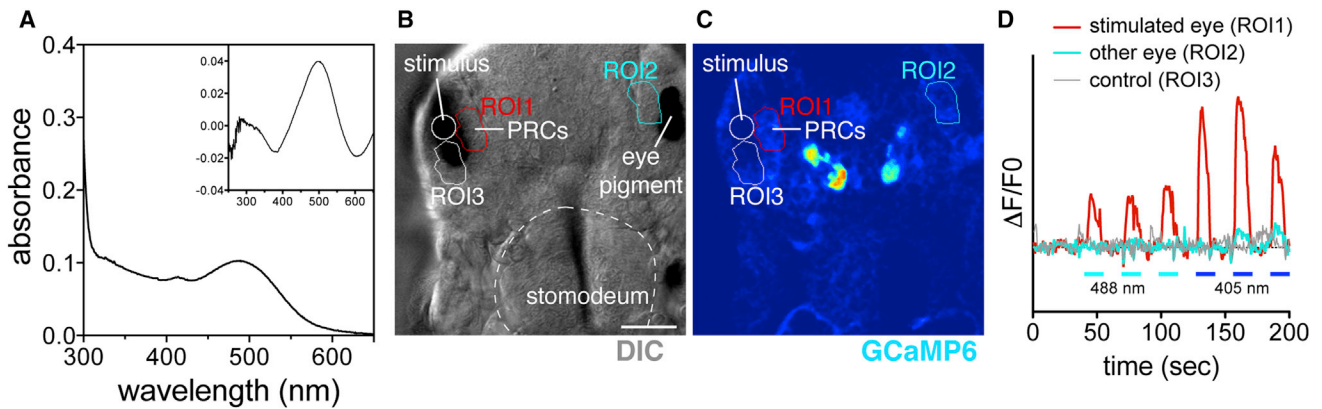 A
absorbance
0.4
0.3
0.2
0.1
0.0
300
400
500
600
wavelength (nm)
0.04
0.02
0.00
-0.02
-0.04
300
400
500
600
B
stimulus
ROI2
ROI1
PRCs
ROI3
eye
pigment
stomodeum
DIC
C
stimulus
ROI2
ROI1
PRCs
ROI3
GCaMP6
D
stimulated eye (ROI1)
other eye (ROI2)
control (ROI3)
ΔF/F0
488 nm
405 nm
0
50
100
150
200
time (sec)